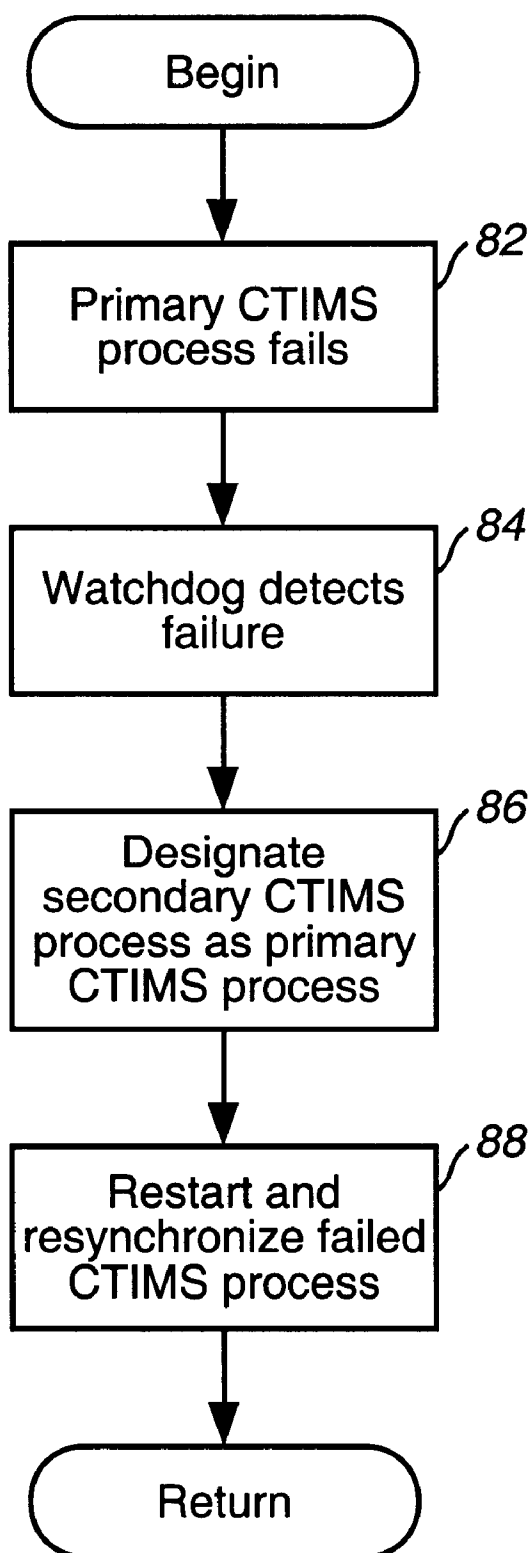 Begin
82
Primary CTIMS
process fails
84
Watchdog detects
failure
86
Designate
secondary CTIMS
process as primary
CTIMS process
88
Restart and
resynchronize failed
CTIMS process
Return